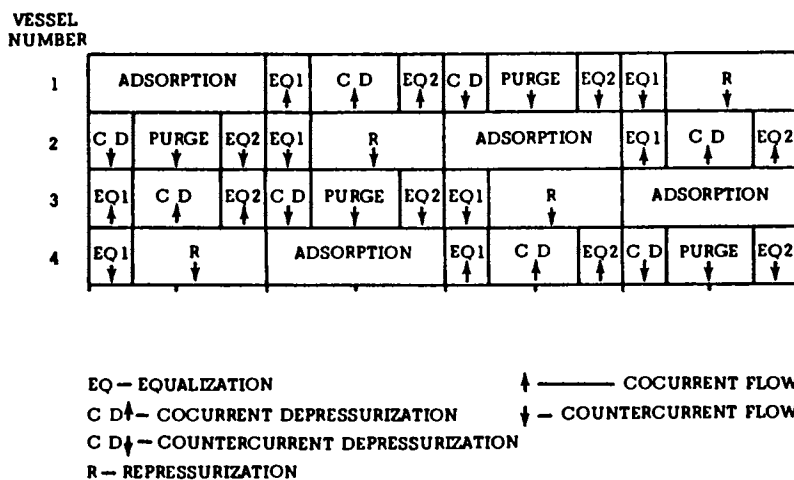 VESSEL
NUMBER
1 ADSORPTION EQ1 C D EQ2 C D PURGE EQ2 EQ1 R
2 C D PURGE EQ2 EQ1 R ADSORPTION EQ1 C D EQ2
3 EQ1 C D EQ2 C D PURGE EQ2 EQ1 R ADSORPTION
4 EQ1 R ADSORPTION EQ1 C D EQ2 C D PURGE EQ2
EQ — EQUALIZATION ↑ — COCURRENT FLOW
C D↑ — COCURRENT DEPRESSURIZATION ↓ — COUNTERCURRENT FLOW
C D↓ — COUNTERCURRENT DEPRESSURIZATION
R — REPRESSURIZATION